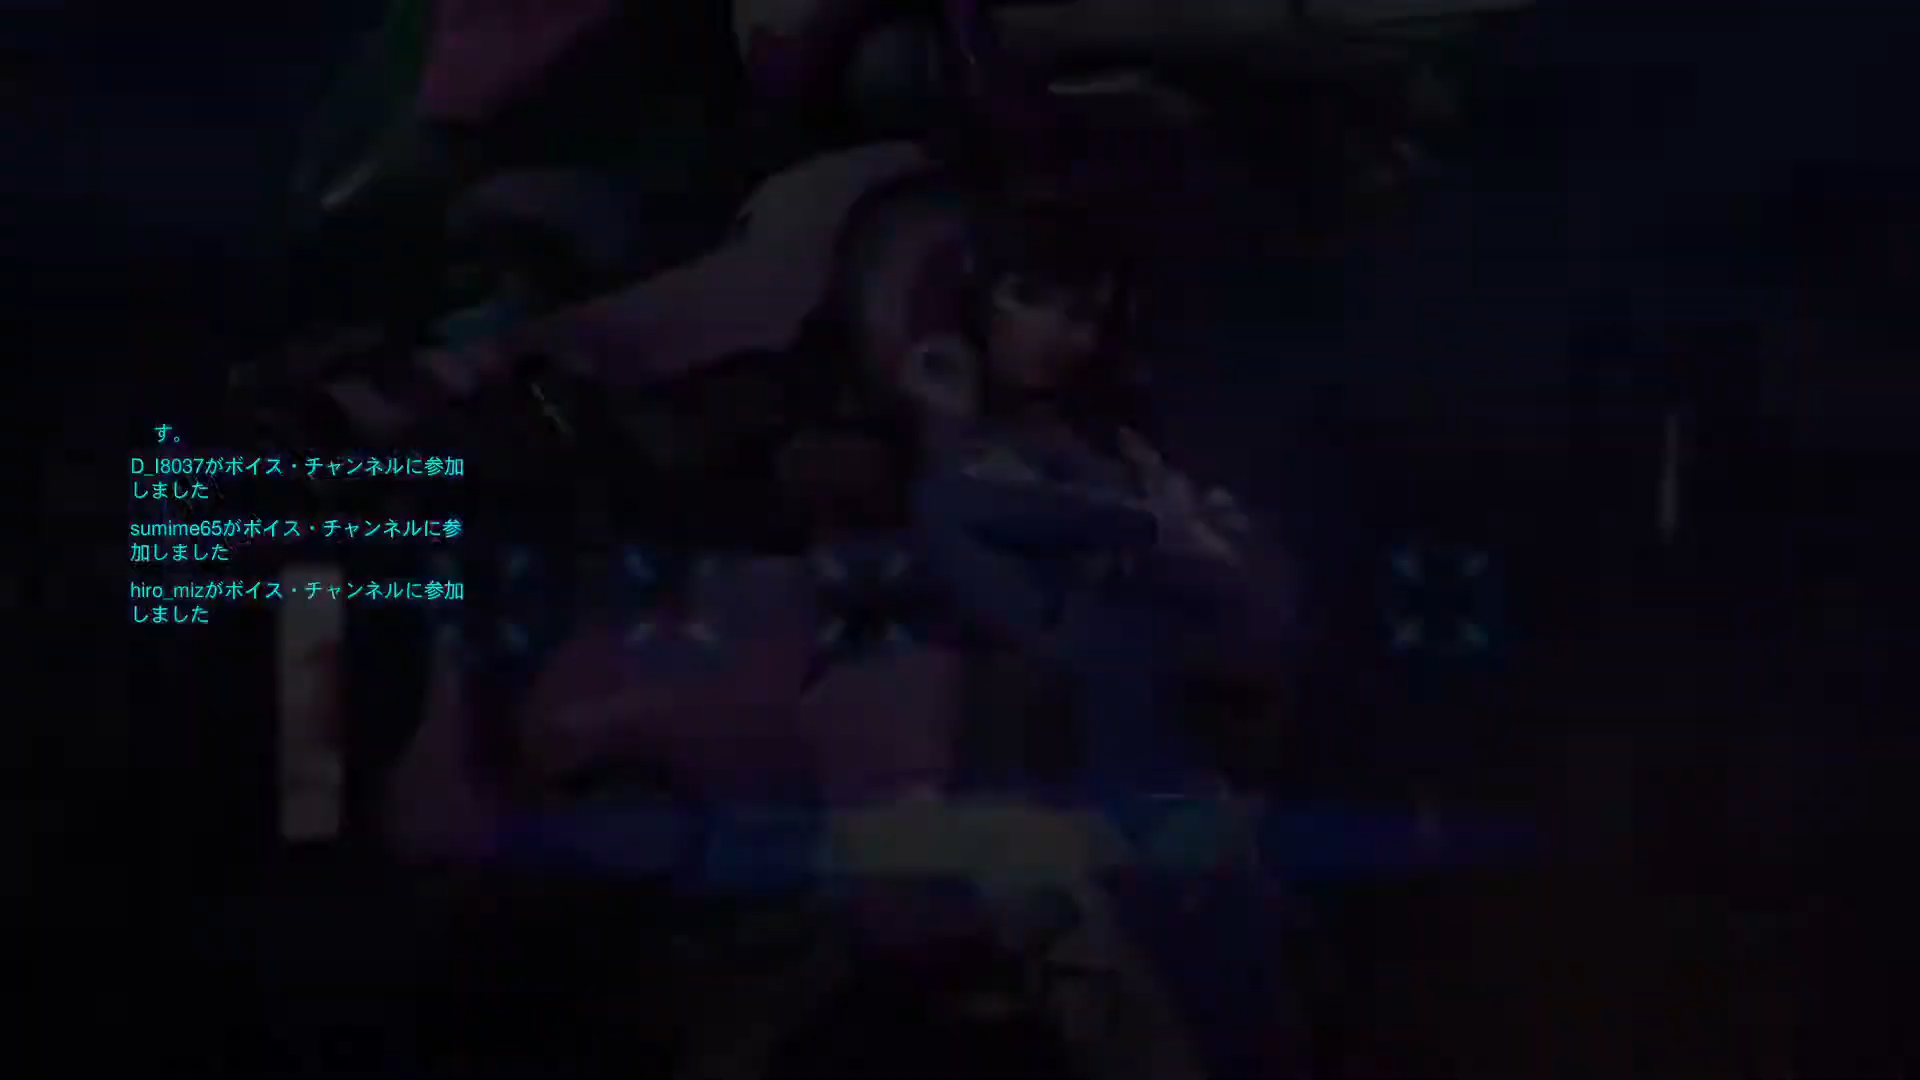 す。
D_I8037がボイス・チャンネルに参加
しました
sumime65がボイス・チャンネルに参
加しました
hiro_mizがボイス・チャンネルに参加
しました